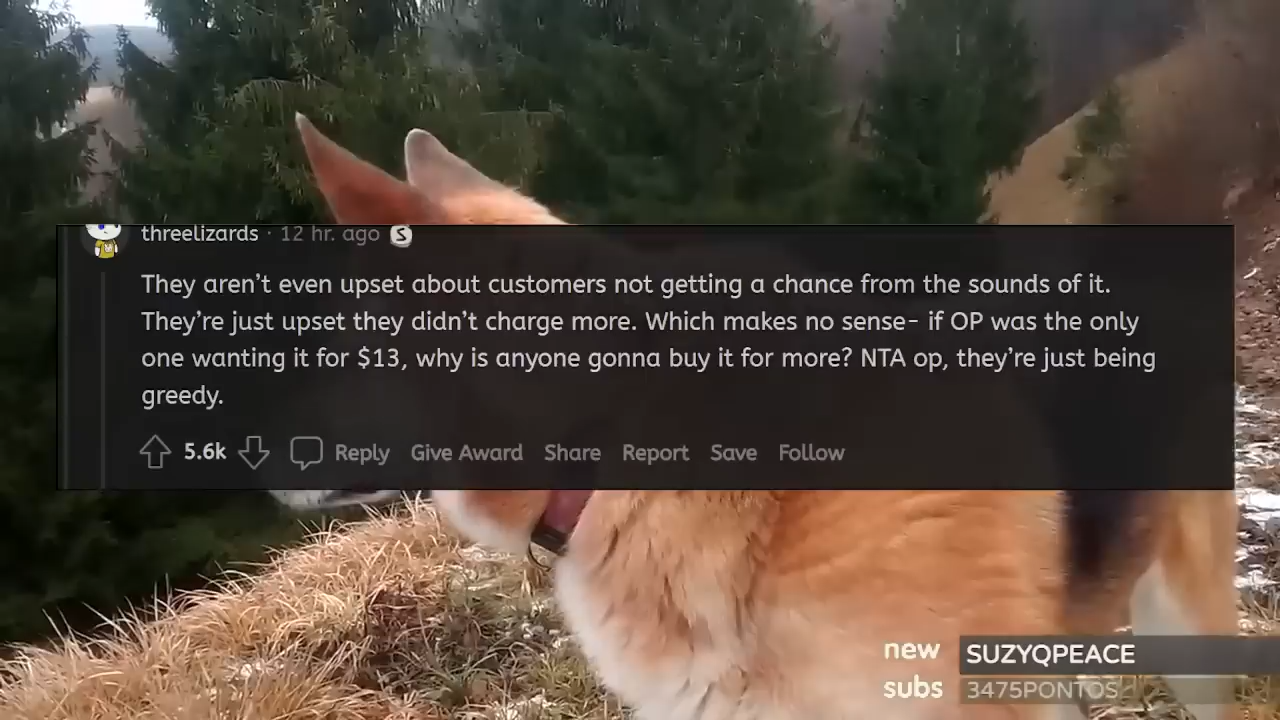 threelizards · 12 hr. ago S
They aren’t even upset about customers not getting a chance from the sounds of it.
They’re just upset they didn’t charge more. Which makes no sense- if OP was the only
one wanting it for $13, why is anyone gonna buy it for more? NTA op, they’re just being
greedy.
5.6k Reply Give Award Share Report Save Follow
new SUZYQPEACE
subs 3475PONTOS